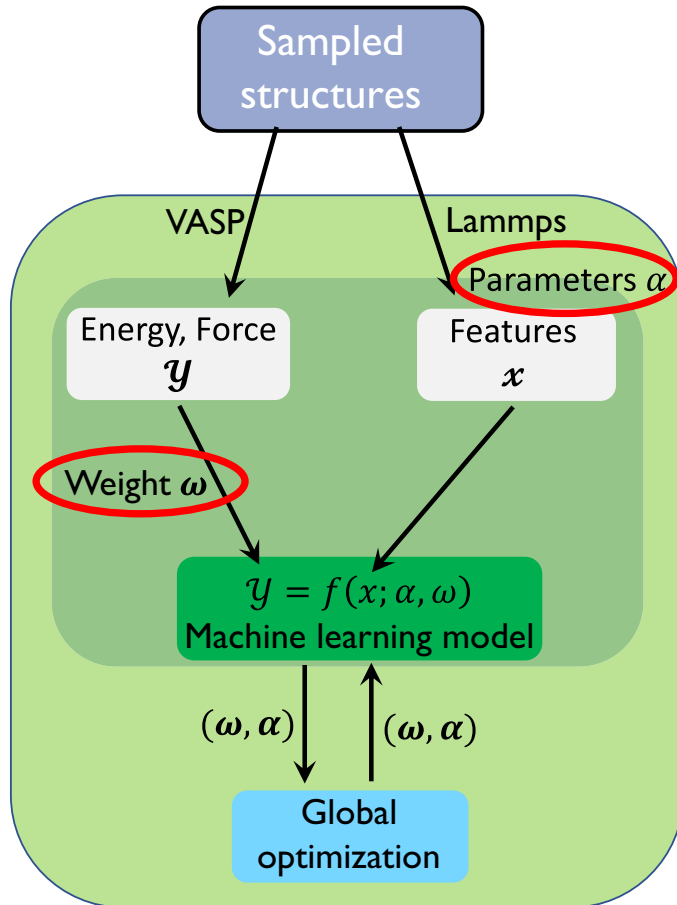 Sampled
structures
VASP
Lammps
Parameters α
Energy, Force
𝒴
Features
𝒙
Weight 𝝎
𝒴 = 𝑓(𝑥; 𝛼, 𝜔)
Machine learning model
(𝝎, 𝜶)
(𝝎, 𝜶)
Global
optimization